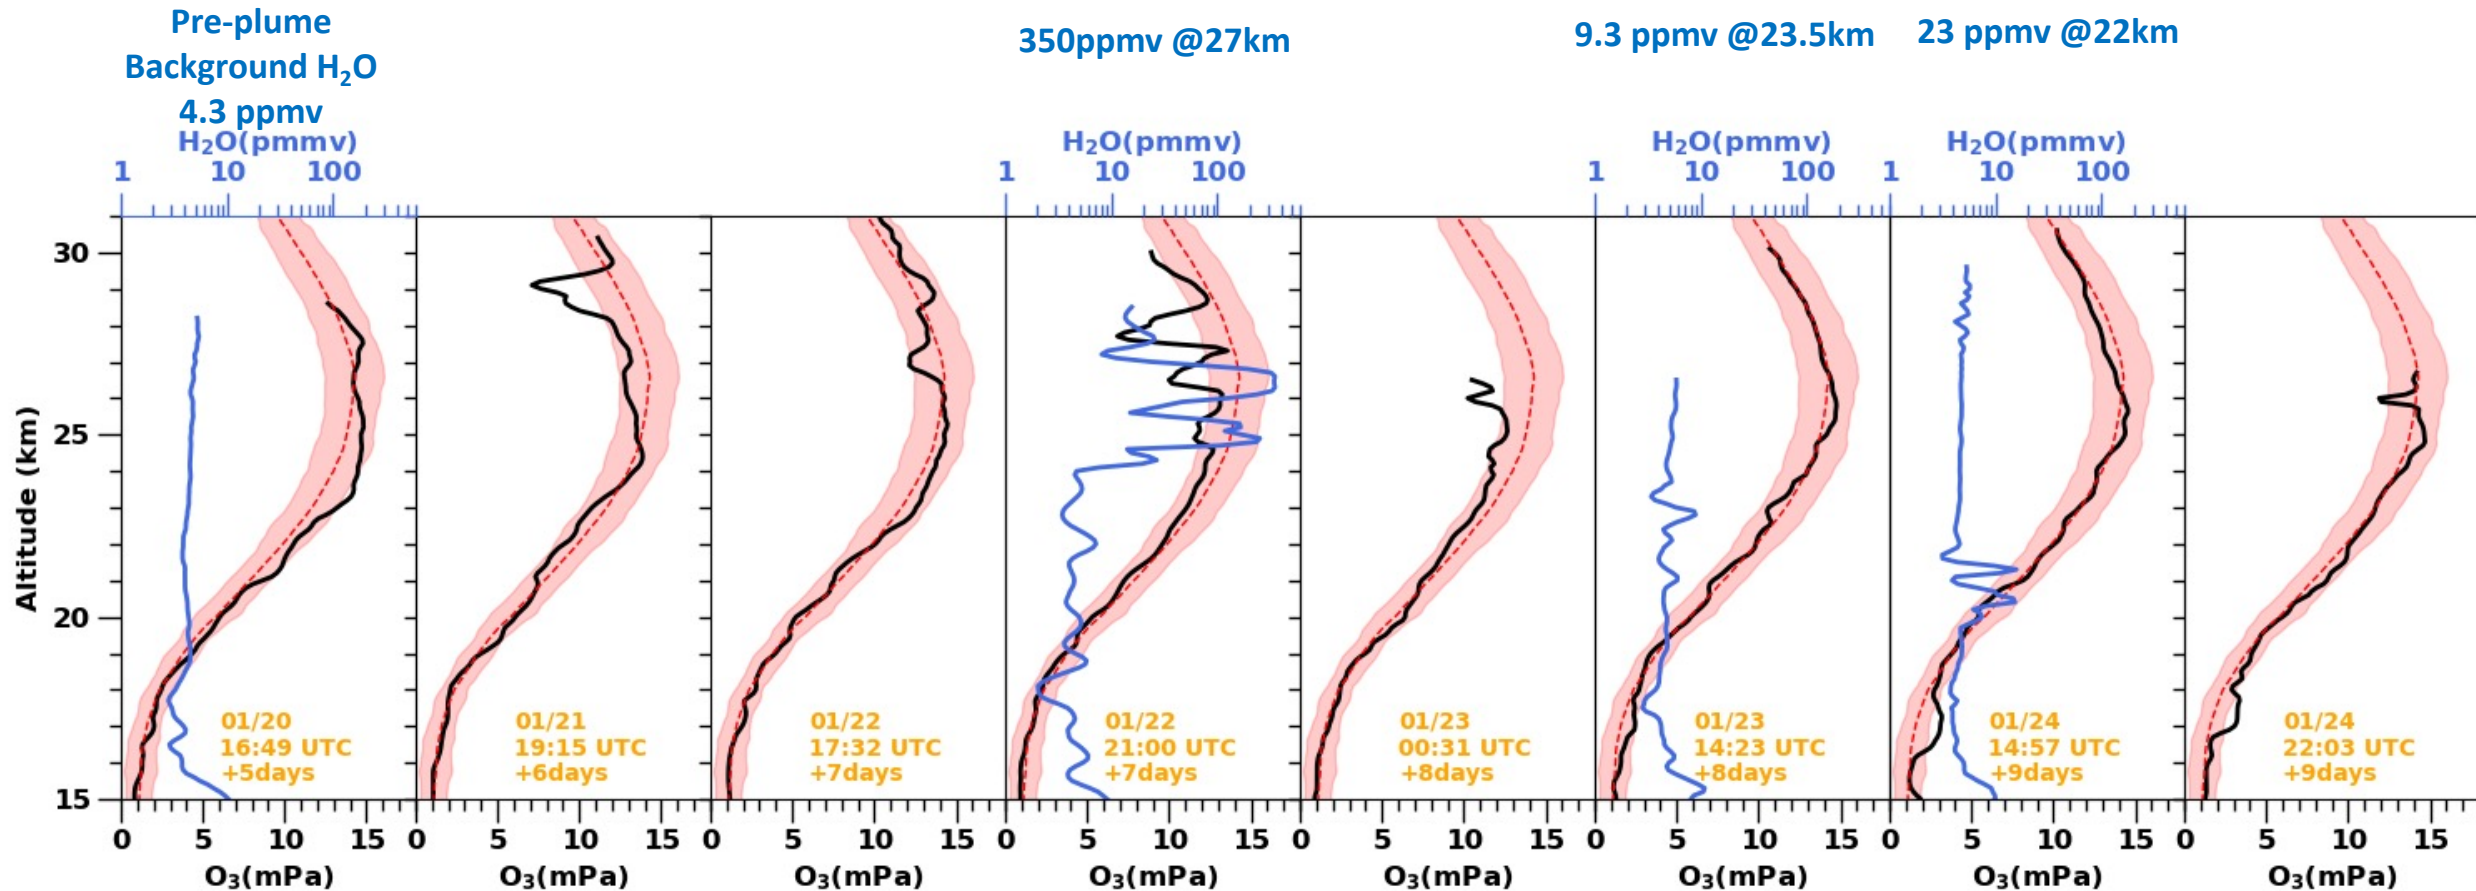 Pre-plume
Background H₂O
4.3 ppmv
350ppmv @27km
9.3 ppmv @23.5km
23 ppmv @22km
H₂O(pmmv) H₂O(pmmv) H₂O(pmmv) H₂O(pmmv)
1 10 100 1 10 100 1 10 100 1 10 100
Altitude (km)
30
25
20
15
01/20
16:49 UTC
+5days
01/21
19:15 UTC
+6days
01/22
17:32 UTC
+7days
01/22
21:00 UTC
+7days
01/23
00:31 UTC
+8days
01/23
14:23 UTC
+8days
01/24
14:57 UTC
+9days
01/24
22:03 UTC
+9days
0 5 10 15 0 5 10 15 0 5 10 15 0 5 10 15 0 5 10 15 0 5 10 15 0 5 10 15 0 5 10 15
O₃(mPa) O₃(mPa) O₃(mPa) O₃(mPa) O₃(mPa) O₃(mPa) O₃(mPa) O₃(mPa)